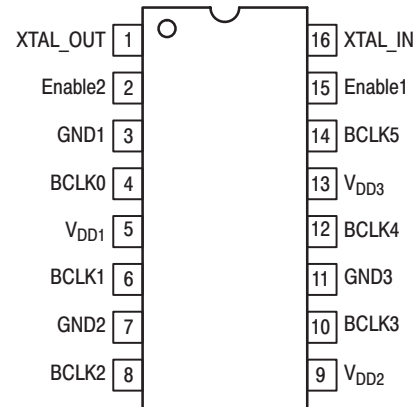 XTAL_OUT 1 16 XTAL_IN
Enable2 2 15 Enable1
GND1 3 14 BCLK5
BCLK0 4 13 VDD3
VDD1 5 12 BCLK4
BCLK1 6 11 GND3
GND2 7 10 BCLK3
BCLK2 8 9 VDD2